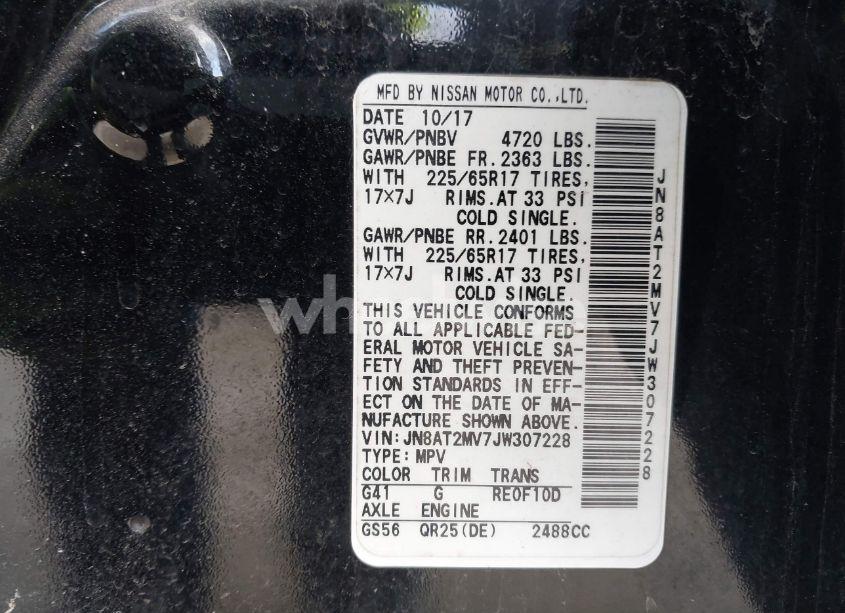 MFD BY NISSAN MOTOR CO.,LTD.
DATE 10/17
GVWR/PNBV 4720 LBS.
GAWR/PNBE FR.2363 LBS.
WITH 225/65R17 TIRES,
17×7J RIMS.AT 33 PSI
COLD SINGLE.
GAWR/PNBE RR.2401 LBS.
WITH 225/65R17 TIRES,
17×7J RIMS.AT 33 PSI
COLD SINGLE.
THIS VEHICLE CONFORMS
TO ALL APPLICABLE FED-
ERAL MOTOR VEHICLE SA-
FETY AND THEFT PREVEN-
TION STANDARDS IN EFF-
ECT ON THE DATE OF MA-
NUFACTURE SHOWN ABOVE.
VIN:JN8AT2MV7JW307228
TYPE:MPV
COLOR TRIM TRANS
G41 G RE0F10D
AXLE ENGINE
GS56 QR25(DE) 2488CC
JN8AT2MV7JW307228